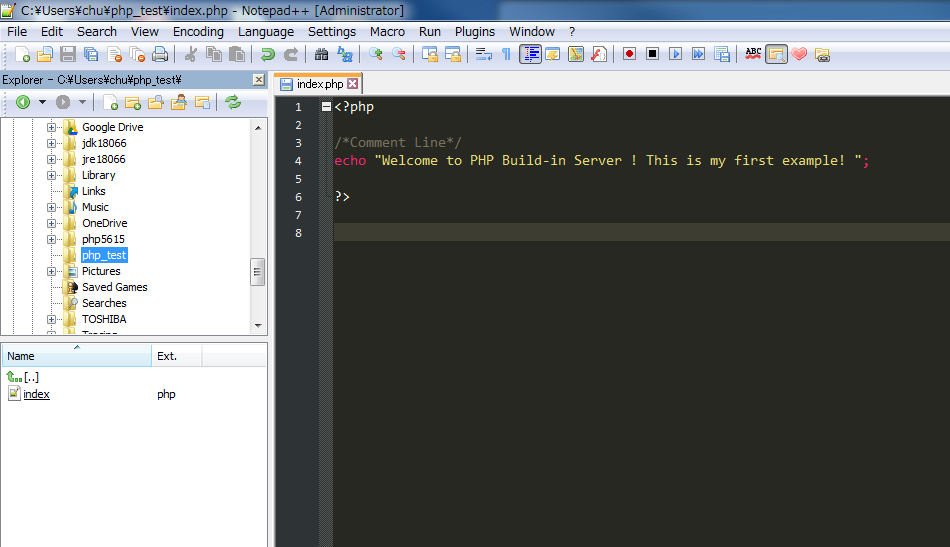 C:¥Users¥chu¥php_test¥index.php - Notepad++ [Administrator]
File Edit Search View Encoding Language Settings Macro Run Plugins Window ?
ABC
Explorer - C:¥Users¥chu¥php_test¥
Google Drive
jdk18066
jre18066
Library
Links
Music
OneDrive
php5615
php_test
Pictures
Saved Games
Searches
TOSHIBA
Name Ext.
[..]
index php
index.php
1 <?php
2
3 /*Comment Line*/
4 echo "Welcome to PHP Build-in Server ! This is my first example! ";
5
6 ?>
7
8